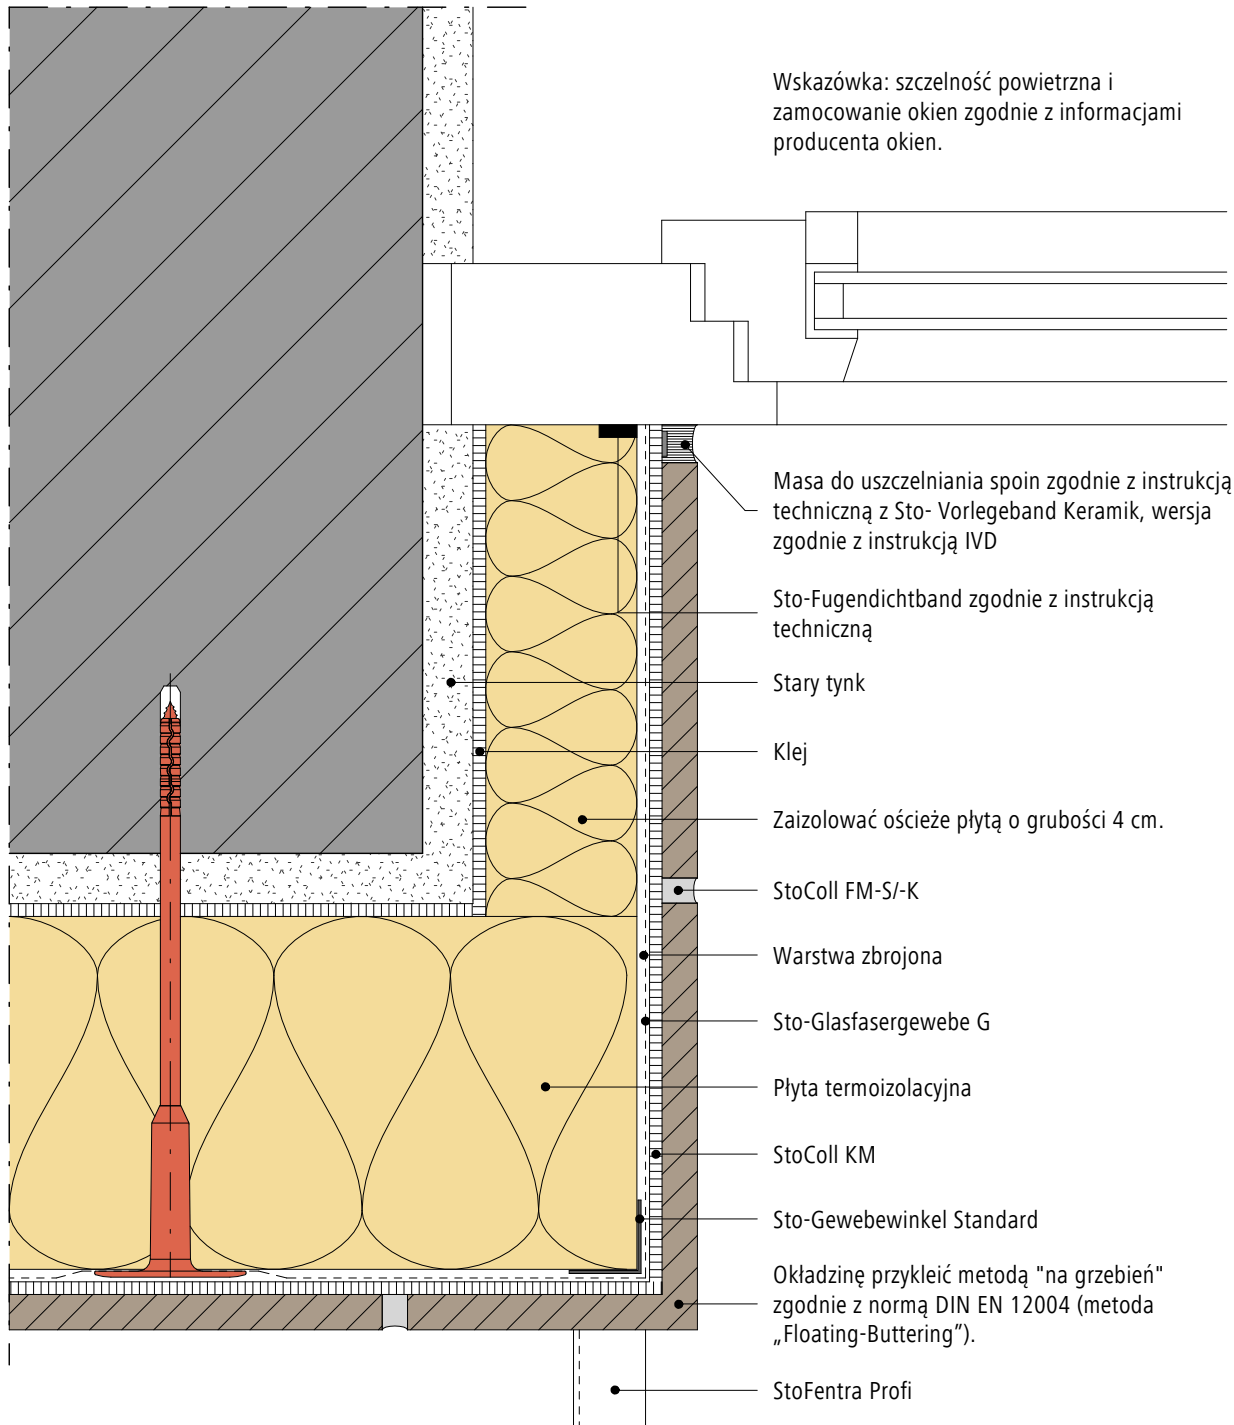 Wskazówka: szczelność powietrzna i
zamocowanie okien zgodnie z informacjami
producenta okien.
Masa do uszczelniania spoin zgodnie z instrukcją
techniczną z Sto- Vorlegeband Keramik, wersja
zgodnie z instrukcją IVD
Sto-Fugendichtband zgodnie z instrukcją
techniczną
Stary tynk
Klej
Zaizolować ościeże płytą o grubości 4 cm.
StoColl FM-S/-K
Warstwa zbrojona
Sto-Glasfasergewebe G
Płyta termoizolacyjna
StoColl KM
Sto-Gewebewinkel Standard
Okładzinę przykleić metodą "na grzebień"
zgodnie z normą DIN EN 12004 (metoda
„Floating-Buttering”).
StoFentra Profi